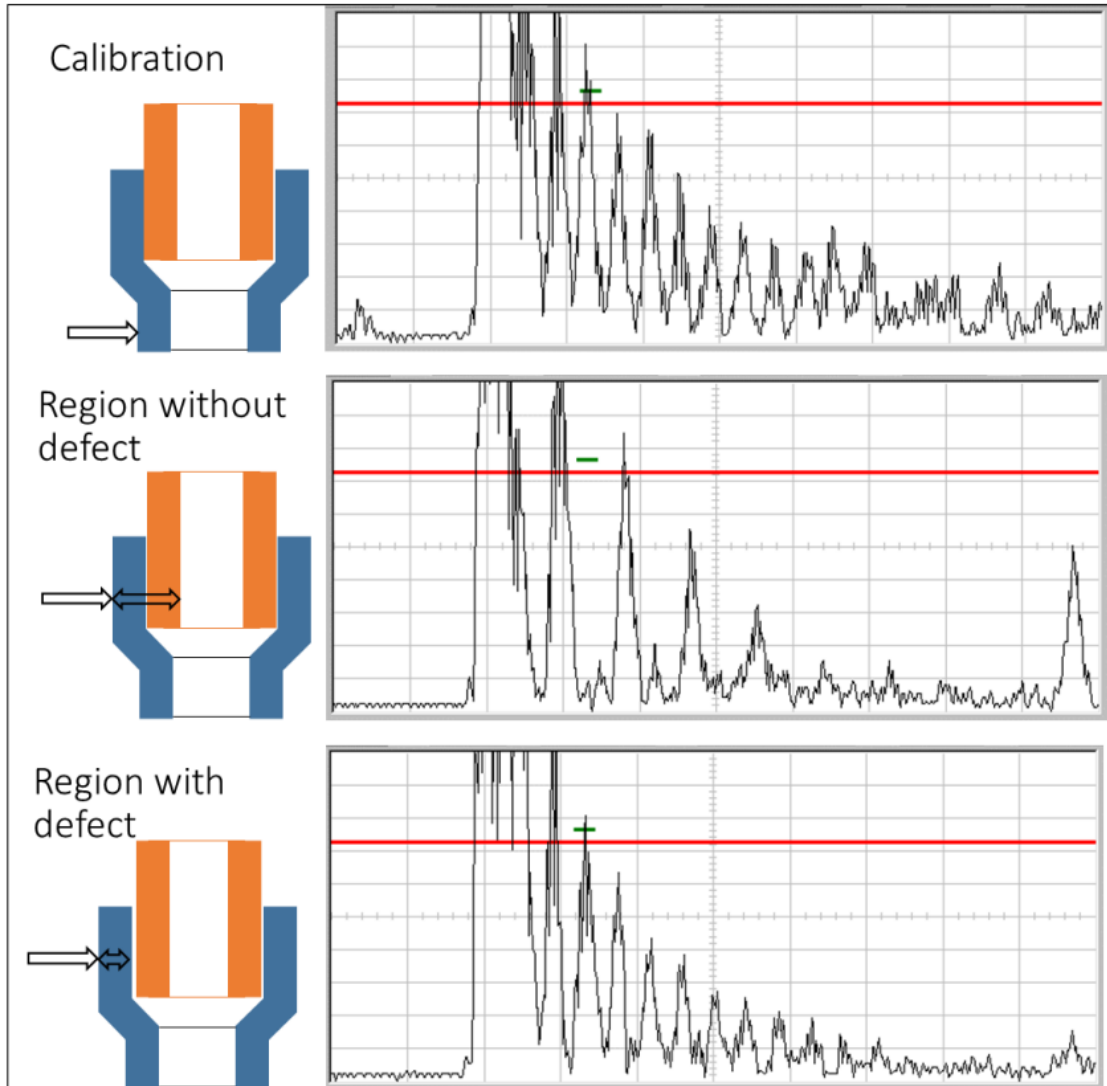 Calibration
Region without
defect
Region with
defect